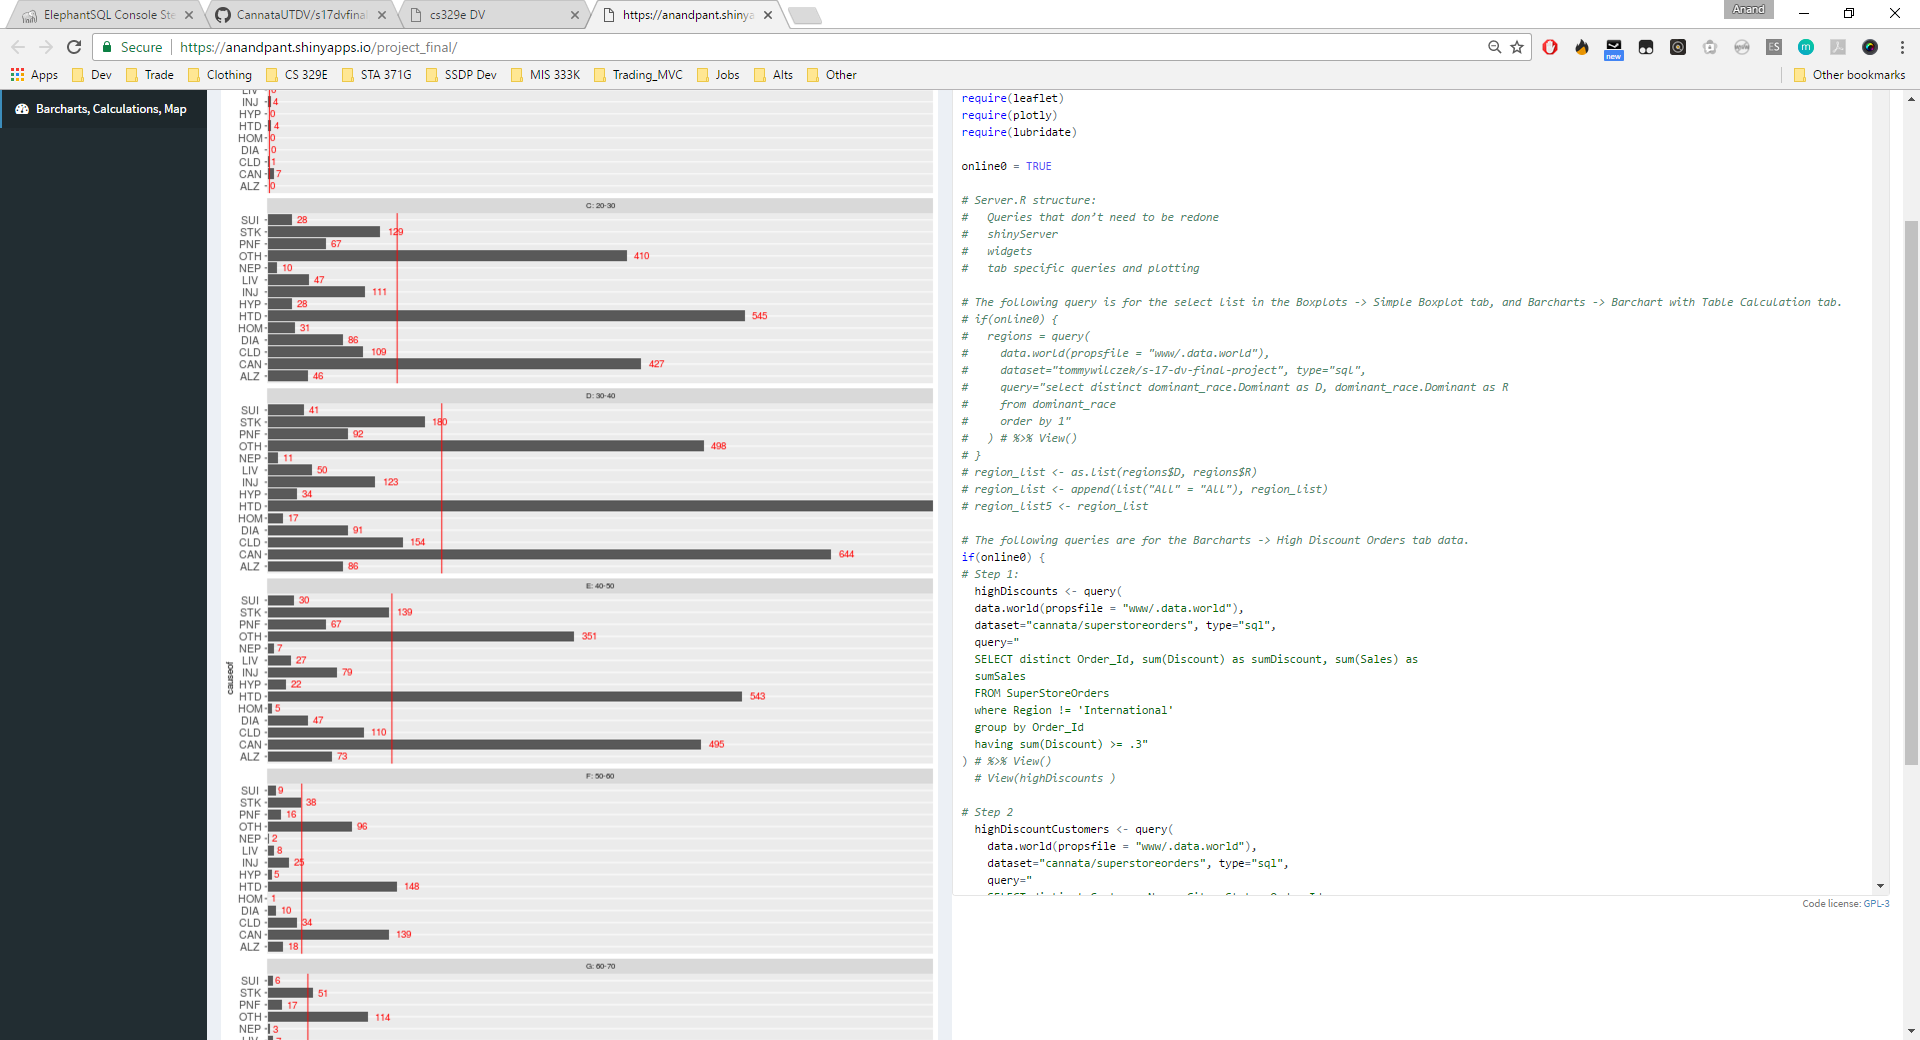 ElephantSQL Console Ste
CannataUTDV/s17dvfinal
cs329e DV
https://anandpant.shinya
Anand
Secure
https://anandpant.shinyapps.io/project_final/
new
ES
m
Apps
Dev
Trade
Clothing
CS 329E
STA 371G
SSDP Dev
MIS 333K
Trading_MVC
Jobs
Alts
Other
Other bookmarks
Barcharts, Calculations, Map
causeof
LIV 0
INJ 4
HYP 0
HTD 4
HOM 0
DIA 0
CLD 1
CAN 7
ALZ 0
C: 20-30
SUI 28
STK 129
PNF 67
OTH 410
NEP 10
LIV 47
INJ 111
HYP 28
HTD 545
HOM 31
DIA 86
CLD 109
CAN 427
ALZ 46
D: 30-40
SUI 41
STK 180
PNF 92
OTH 498
NEP 11
LIV 50
INJ 123
HYP 34
HTD
HOM 17
DIA 91
CLD 154
CAN 644
ALZ 86
E: 40-50
SUI 30
STK 139
PNF 67
OTH 351
NEP 7
LIV 27
INJ 79
HYP 22
HTD 543
HOM 5
DIA 47
CLD 110
CAN 495
ALZ 73
F: 50-60
SUI 9
STK 38
PNF 16
OTH 96
NEP 2
LIV 8
INJ 25
HYP 5
HTD 148
HOM 1
DIA 10
CLD 34
CAN 139
ALZ 18
G: 60-70
SUI 6
STK 51
PNF 17
OTH 114
NEP 3
LIV 7
require(leaflet)
require(plotly)
require(lubridate)
online0 = TRUE
# Server.R structure:
#   Queries that don’t need to be redone
#   shinyServer
#   widgets
#   tab specific queries and plotting
# The following query is for the select list in the Boxplots -> Simple Boxplot tab, and Barcharts -> Barchart with Table Calculation tab.
# if(online0) {
#   regions = query(
#     data.world(propsfile = "www/.data.world"),
#     dataset="tommywilczek/s-17-dv-final-project", type="sql",
#     query="select distinct dominant_race.Dominant as D, dominant_race.Dominant as R
#     from dominant_race
#     order by 1"
#   ) # %>% View()
# }
# region_list <- as.list(regions$D, regions$R)
# region_list <- append(list("All" = "All"), region_list)
# region_list5 <- region_list
# The following queries are for the Barcharts -> High Discount Orders tab data.
if(online0) {
# Step 1:
  highDiscounts <- query(
  data.world(propsfile = "www/.data.world"),
  dataset="cannata/superstoreorders", type="sql",
  query="
  SELECT distinct Order_Id, sum(Discount) as sumDiscount, sum(Sales) as
  sumSales
  FROM SuperStoreOrders
  where Region != 'International'
  group by Order_Id
  having sum(Discount) >= .3"
) # %>% View()
  # View(highDiscounts )
# Step 2
  highDiscountCustomers <- query(
    data.world(propsfile = "www/.data.world"),
    dataset="cannata/superstoreorders", type="sql",
    query="
Code license: GPL-3